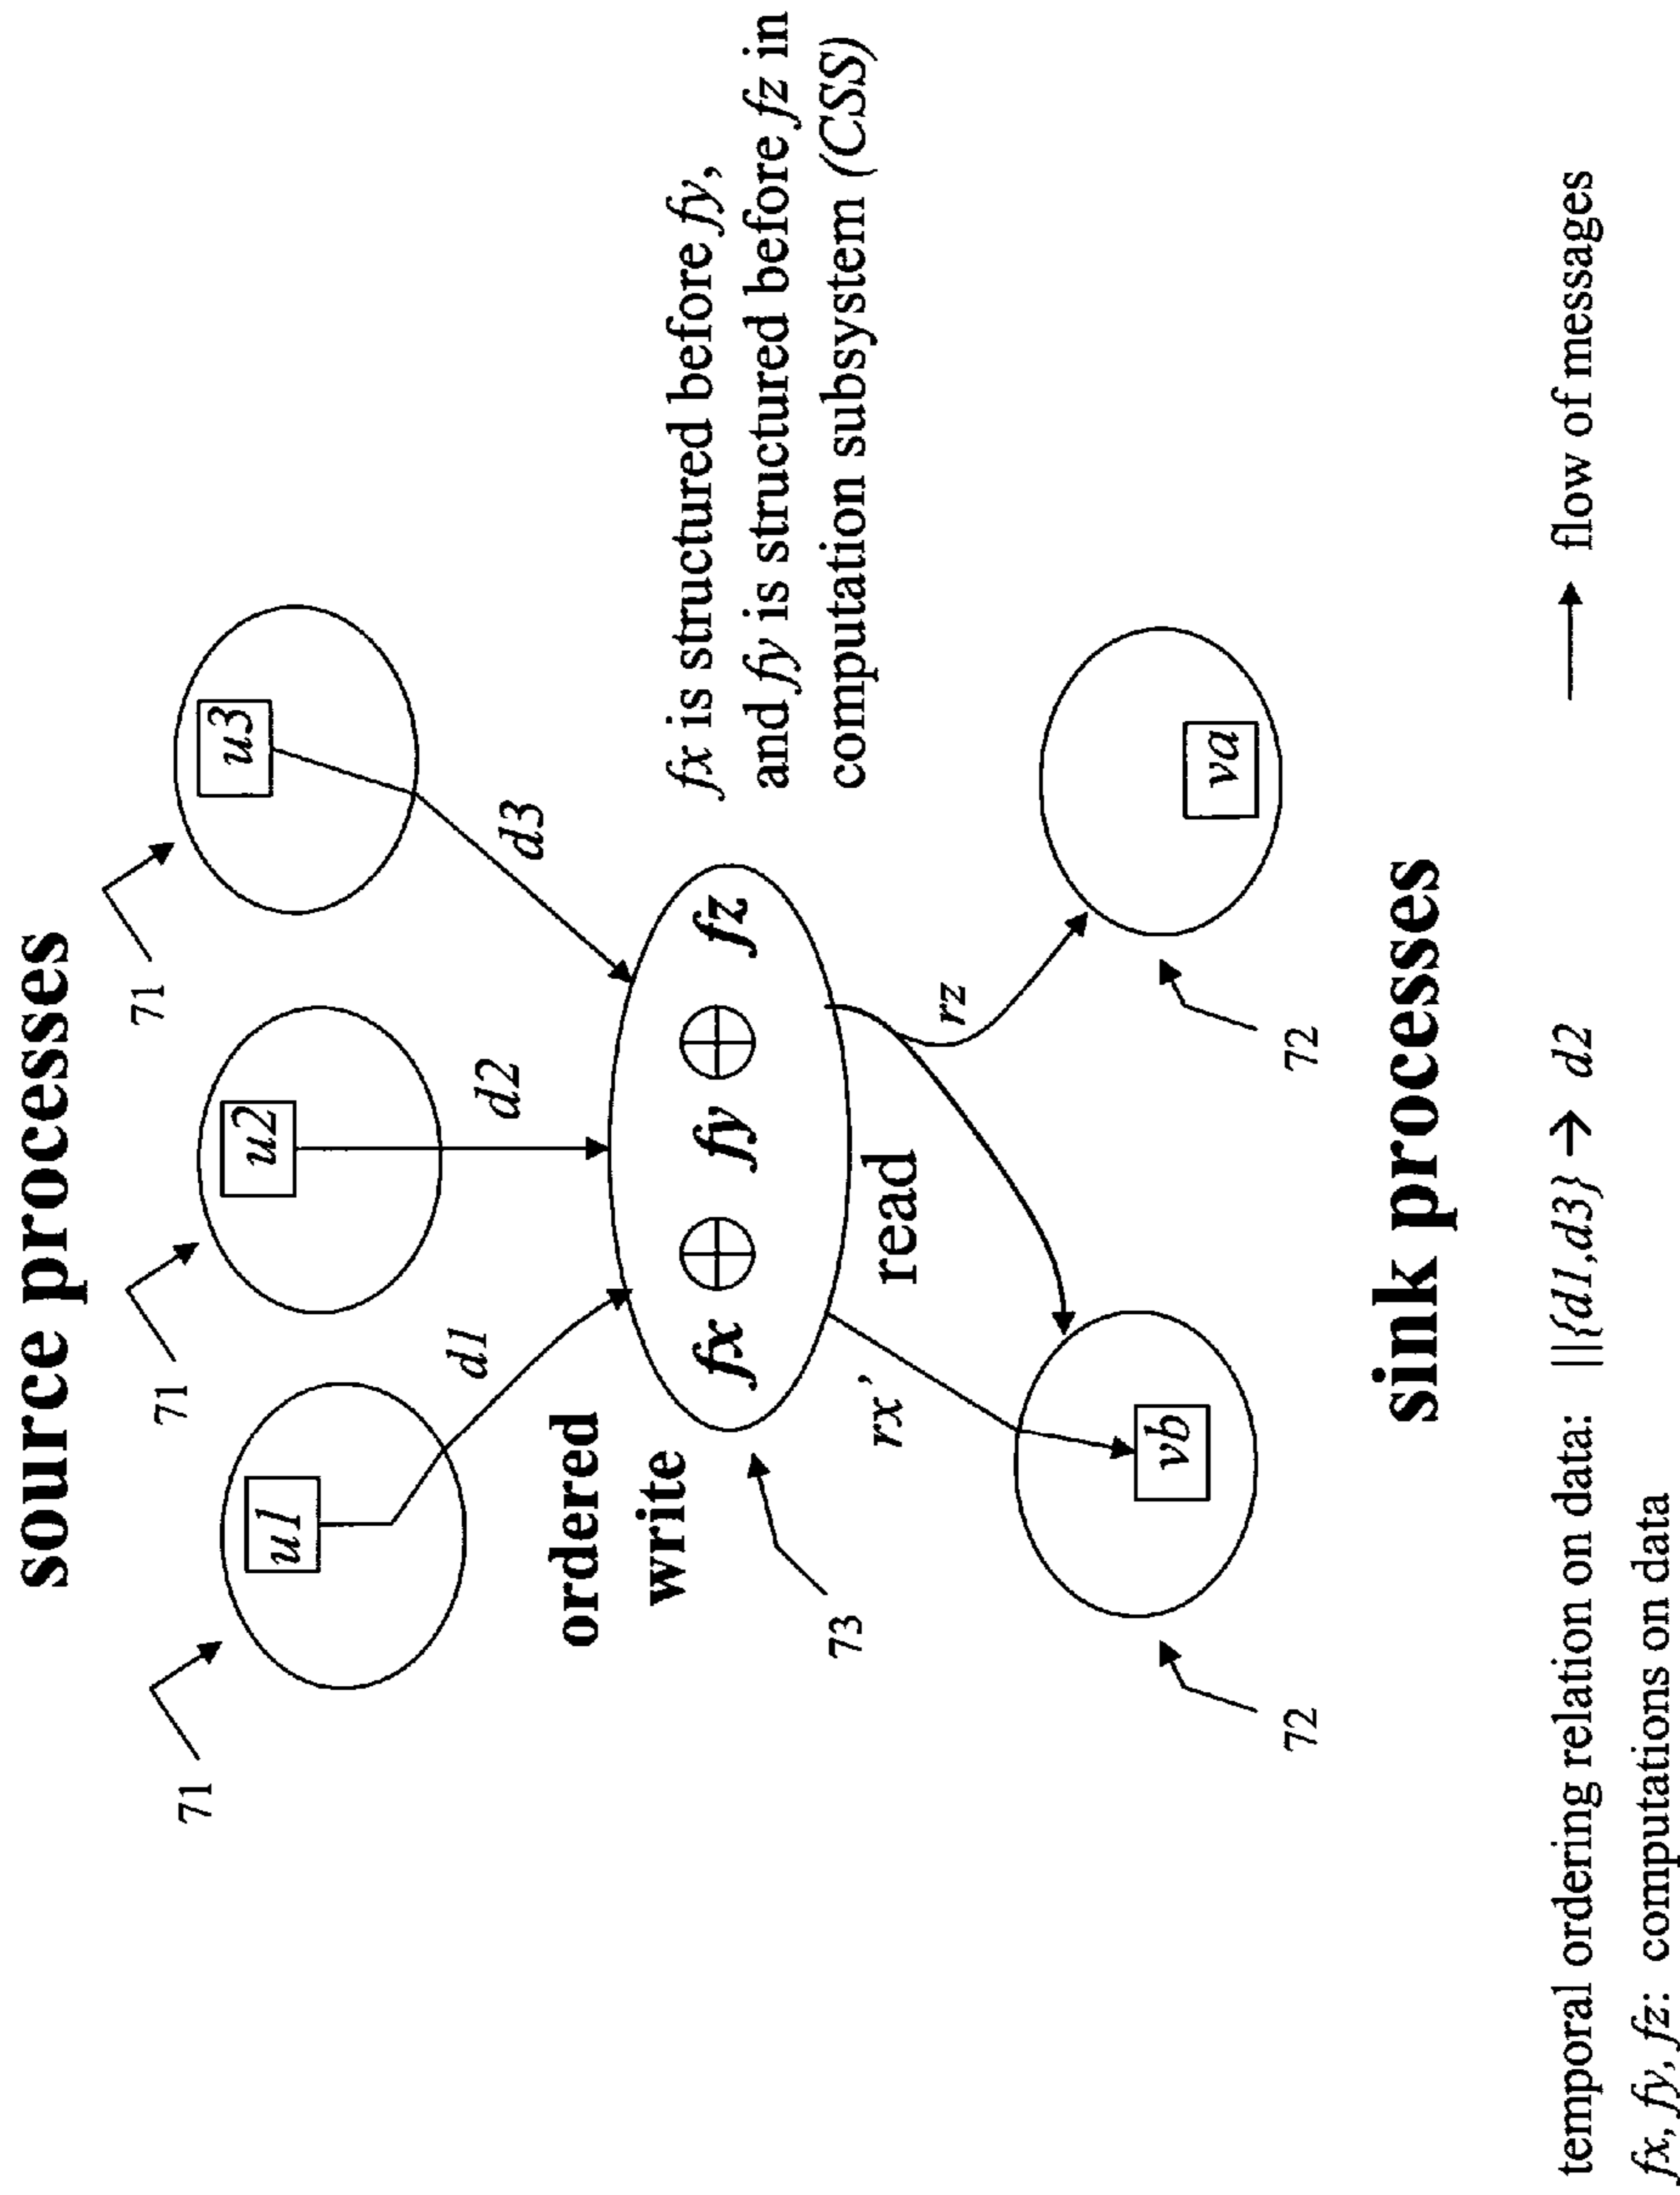 source processes
71
71
71
u1
u2
u3
d1
d2
d3
ordered
write
fx ⊕ fy ⊕ fz
fx is structured before fy,
and fy is structured before fz in
computation subsystem (CSS)
73
read
rx’
rz
vb
va
72
72
sink processes
temporal ordering relation on data: ||{d1,d3} → d2
flow of messages
fx, fy, fz: computations on data